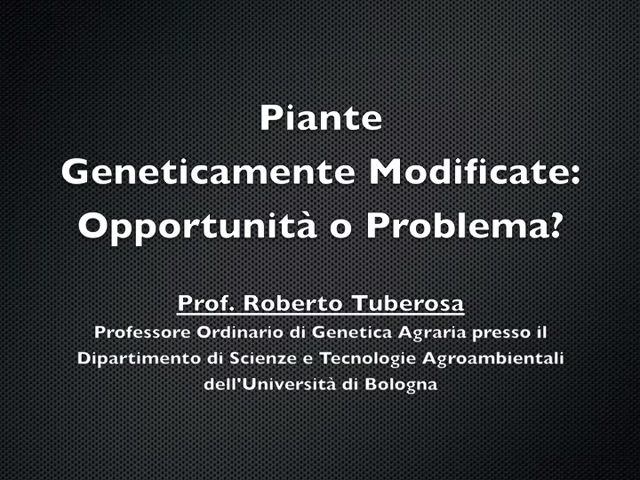 Piante
Geneticamente Modificate:
Opportunità o Problema?
Prof. Roberto Tuberosa
Professore Ordinario di Genetica Agraria presso il
Dipartimento di Scienze e Tecnologie Agroambientali
dell'Università di Bologna